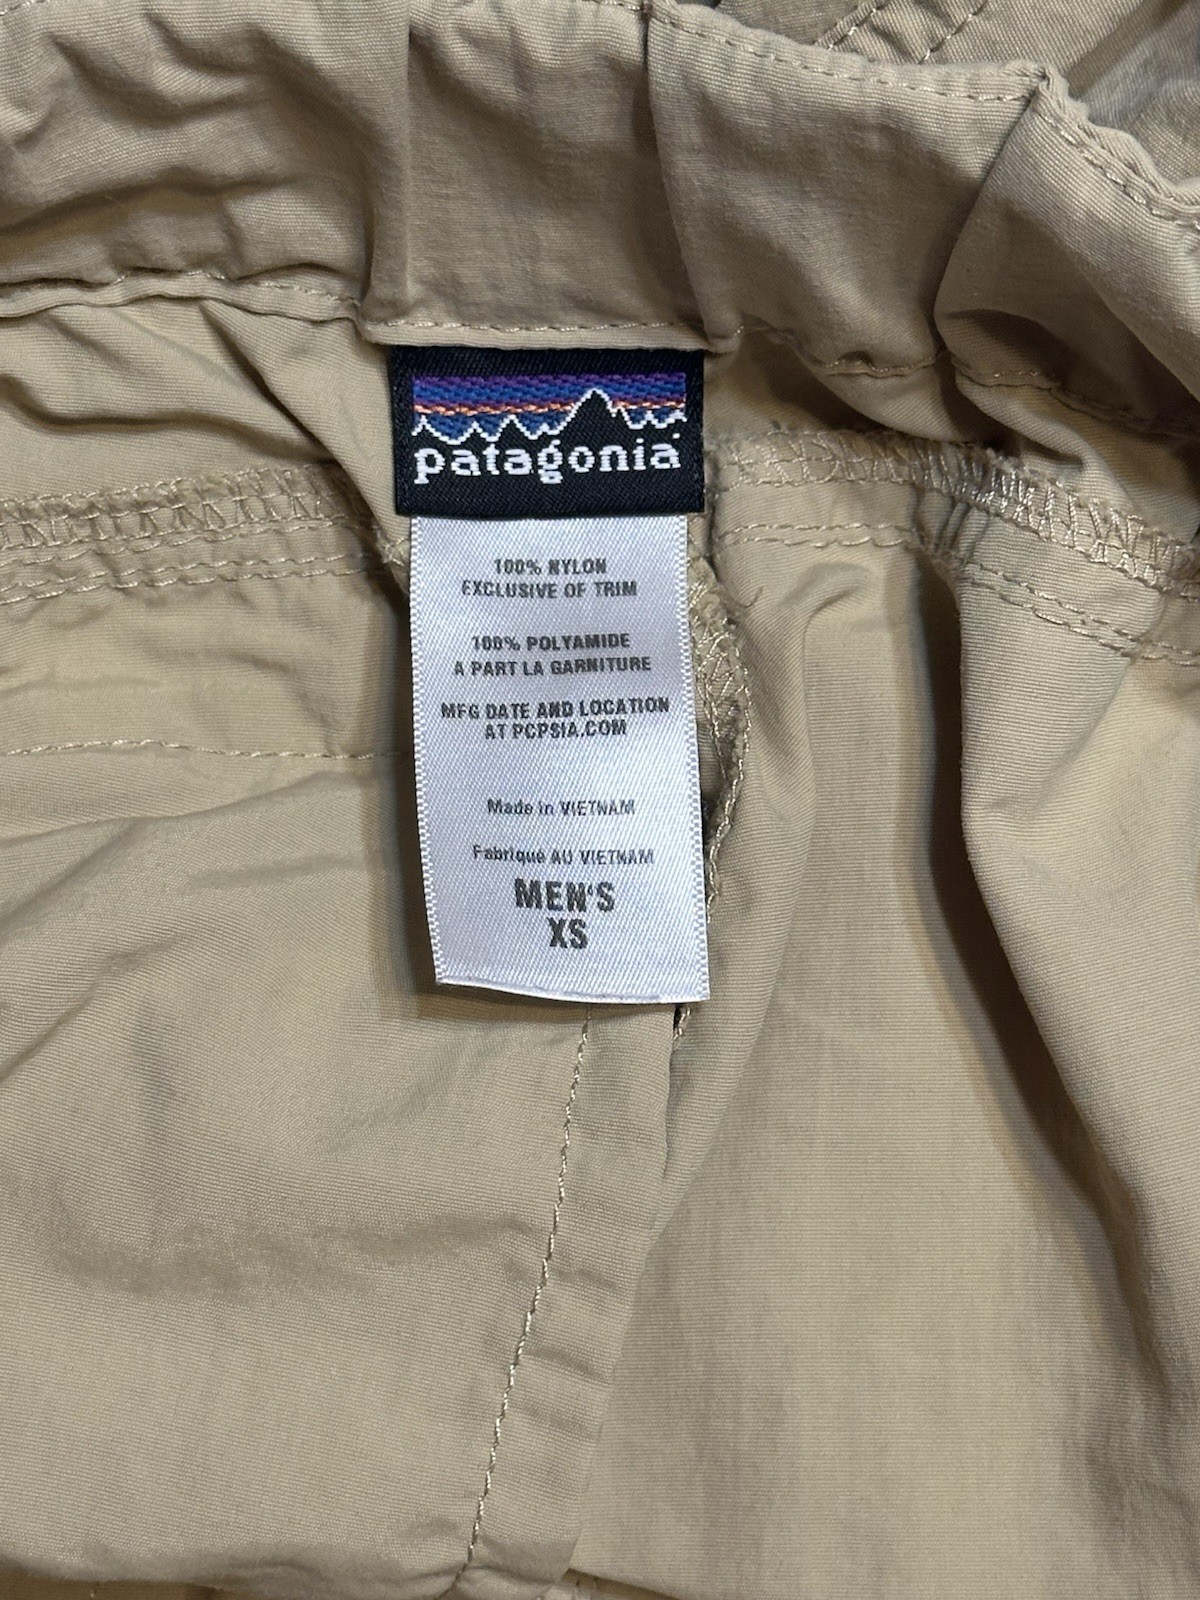 patagonia
100% NYLON
EXCLUSIVE OF TRIM
100% POLYAMIDE
A PART LA GARNITURE
MFG DATE AND LOCATION
AT PCPSIA.COM
Made in VIETNAM
Fabriqué AU VIETNAM
MEN'S
XS